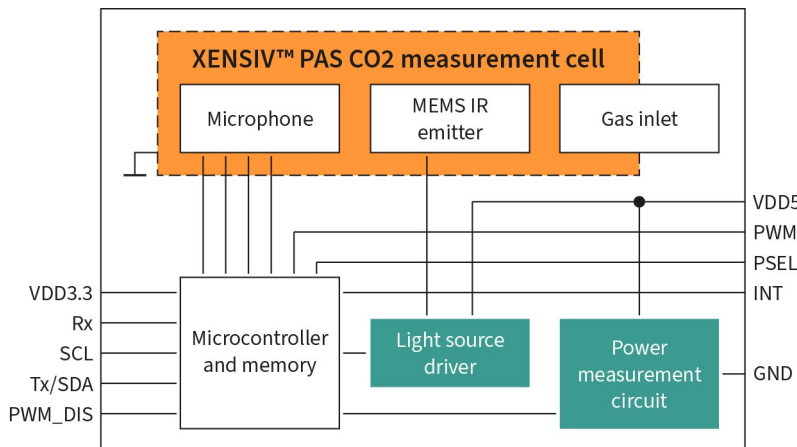 XENSIV™ PAS CO2 measurement cell
Microphone
MEMS IR
emitter
Gas inlet
VDD5
PWM
PSEL
INT
GND
VDD3.3
Rx
SCL
Tx/SDA
PWM_DIS
Microcontroller
and memory
Light source
driver
Power
measurement
circuit